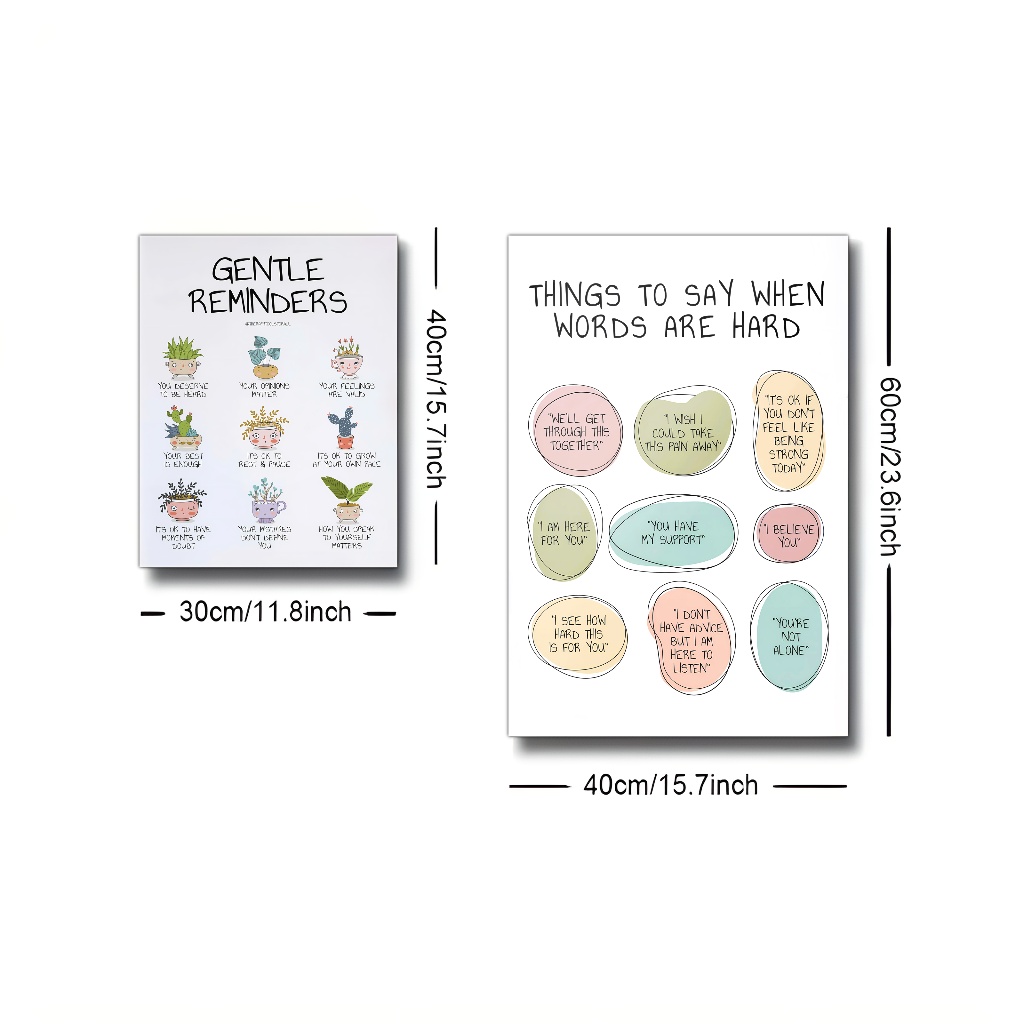 GENTLE
REMINDERS
YOU DESERVE
TO BE HEARD
YOUR OPINIONS
MATTER
YOUR FEELINGS
ARE VALID
YOUR BEST
IS ENOUGH
IT'S OK TO
REST & PAUSE
IT'S OK TO GROW
AT YOUR OWN PACE
IT'S OK TO HAVE
MOMENTS OF
DOUBT
YOUR MISTAKES
DON'T DEFINE
YOU
HOW YOU SPEAK
TO YOURSELF
MATTERS
40cm/15.7inch
30cm/11.8inch
THINGS TO SAY WHEN
WORDS ARE HARD
"WE'LL GET
THROUGH THIS
TOGETHER"
"I WISH I
COULD TAKE
THIS PAIN AWAY"
"IT'S OK IF
YOU DON'T
FEEL LIKE
BEING
STRONG
TODAY"
"I AM HERE
FOR YOU"
"YOU HAVE
MY SUPPORT"
"I BELIEVE
YOU"
"I SEE HOW
HARD THIS
IS FOR YOU"
"I DON'T
HAVE ADVICE
BUT I AM
HERE TO
LISTEN"
"YOU'RE
NOT
ALONE"
60cm/23.6inch
40cm/15.7inch